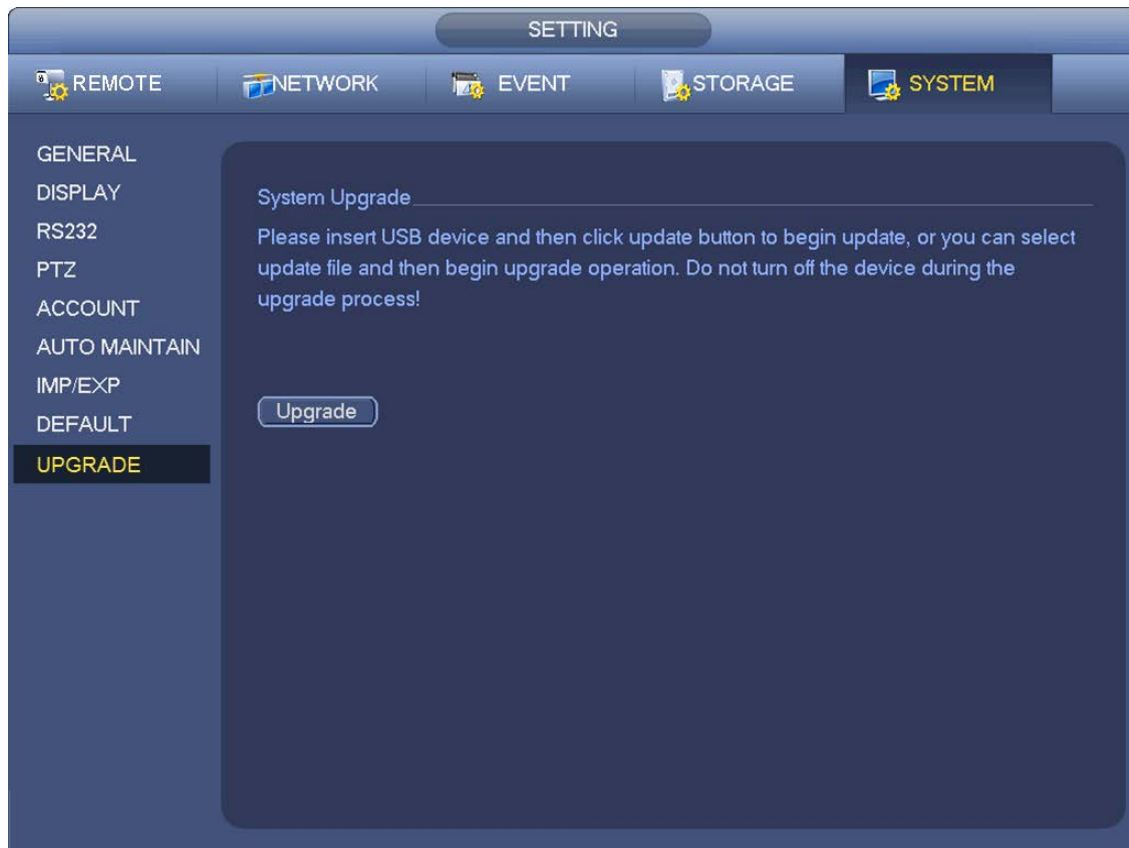 SETTING
REMOTE
NETWORK
EVENT
STORAGE
SYSTEM
GENERAL
DISPLAY
RS232
PTZ
ACCOUNT
AUTO MAINTAIN
IMP/EXP
DEFAULT
UPGRADE
System Upgrade
Please insert USB device and then click update button to begin update, or you can select
update file and then begin upgrade operation. Do not turn off the device during the
upgrade process!
Upgrade